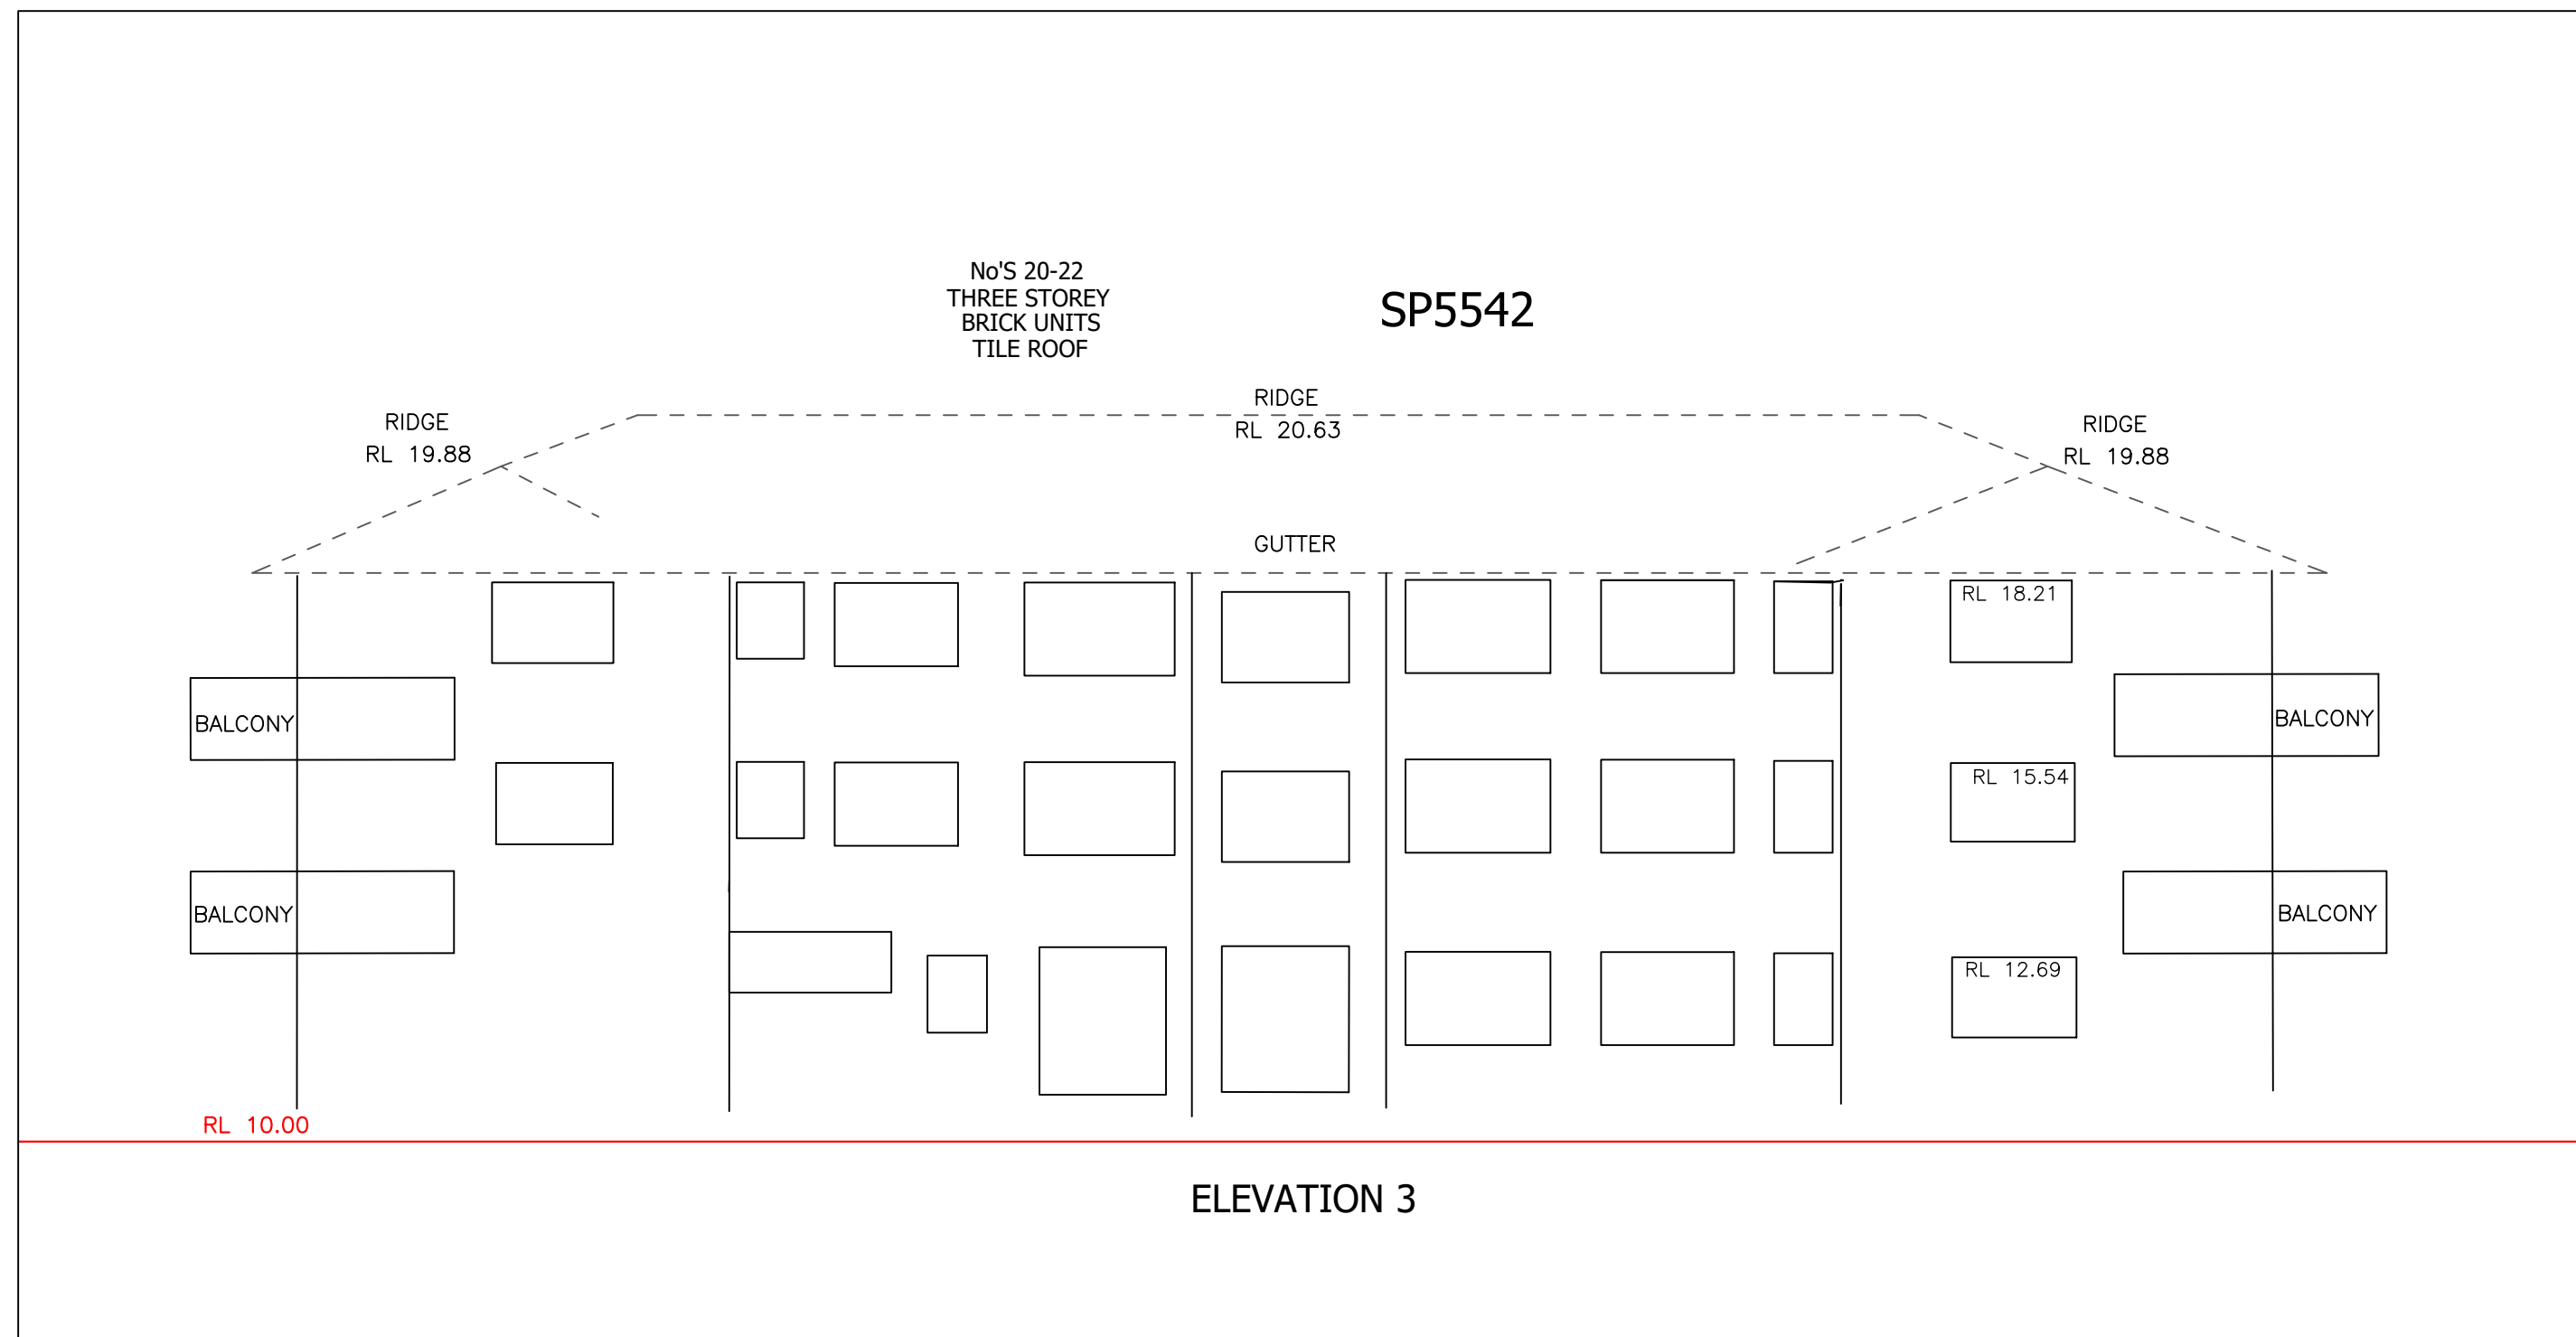 No'S 20-22
THREE STOREY
BRICK UNITS
TILE ROOF
SP5542
RIDGE
RL 19.88
RIDGE
RL 20.63
RIDGE
RL 19.88
GUTTER
RL 18.21
BALCONY
BALCONY
RL 15.54
BALCONY
BALCONY
RL 12.69
RL 10.00
ELEVATION 3